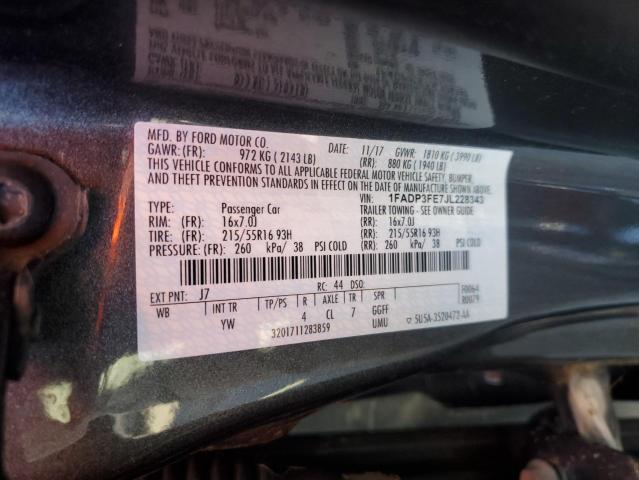 MFD. BY FORD MOTOR CO. DATE: 11/17 GVWR: 1810 KG ( 3990 LB)
GAWR: (FR): 972 KG ( 2143 LB) (RR): 880 KG ( 1940 LB)
THIS VEHICLE CONFORMS TO ALL APPLICABLE FEDERAL MOTOR VEHICLE SAFETY, BUMPER,
AND THEFT PREVENTION STANDARDS IN EFFECT ON THE DATE OF MANUFACTURE SHOWN ABOVE.
VIN: 1FADP3FE7JL228343
TYPE: Passenger Car TRAILER TOWING - SEE OWNER GUIDE
RIM: (FR): 16x7.0J (RR): 16x7.0J
TIRE: (FR): 215/55R16 93H (RR): 215/55R16 93H
PRESSURE: (FR): 260 kPa/ 38 PSI COLD (RR): 260 kPa/ 38 PSI COLD
EXT PNT: J7 RC: 44 DSO: F0064
WB INT TR TP/PS R AXLE TR SPR R0079
YW 4 CL 7 GGFF
3201711283859 UMU 5U5A-3520472-AA